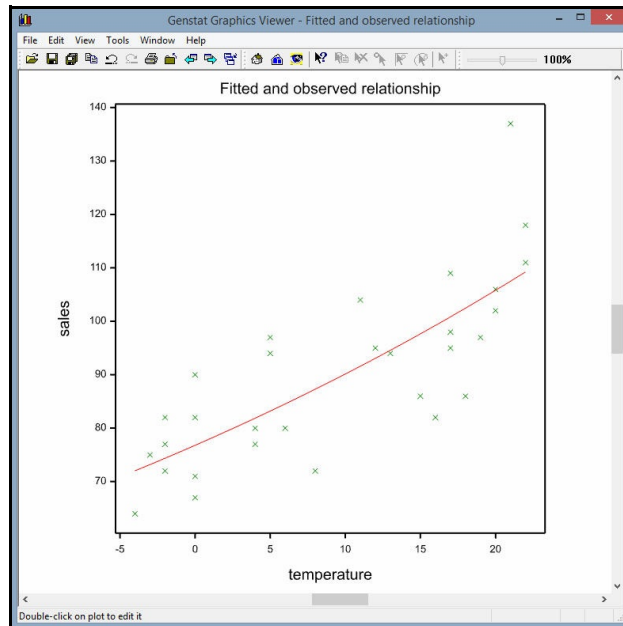 Genstat Graphics Viewer - Fitted and observed relationship
File Edit View Tools Window Help
100%
Fitted and observed relationship
140
130
120
110
100
90
80
70
sales
-5 0 5 10 15 20
temperature
Double-click on plot to edit it